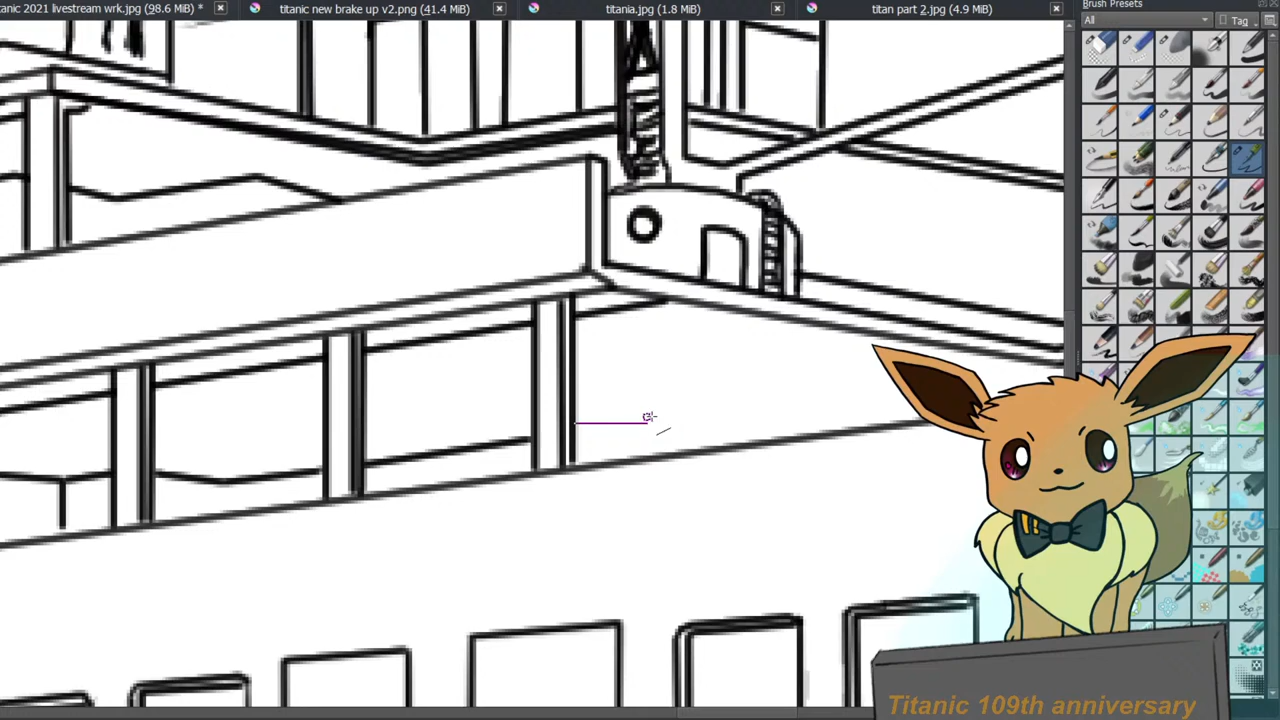 tanic 2021 livestream wrk.jpg (98.6 MiB) *
titanic new brake up v2.png (41.4 MiB)
titania.jpg (1.8 MiB)
titan part 2.jpg (4.9 MiB)
Brush Presets
All
Tag
Titanic 109th anniversary